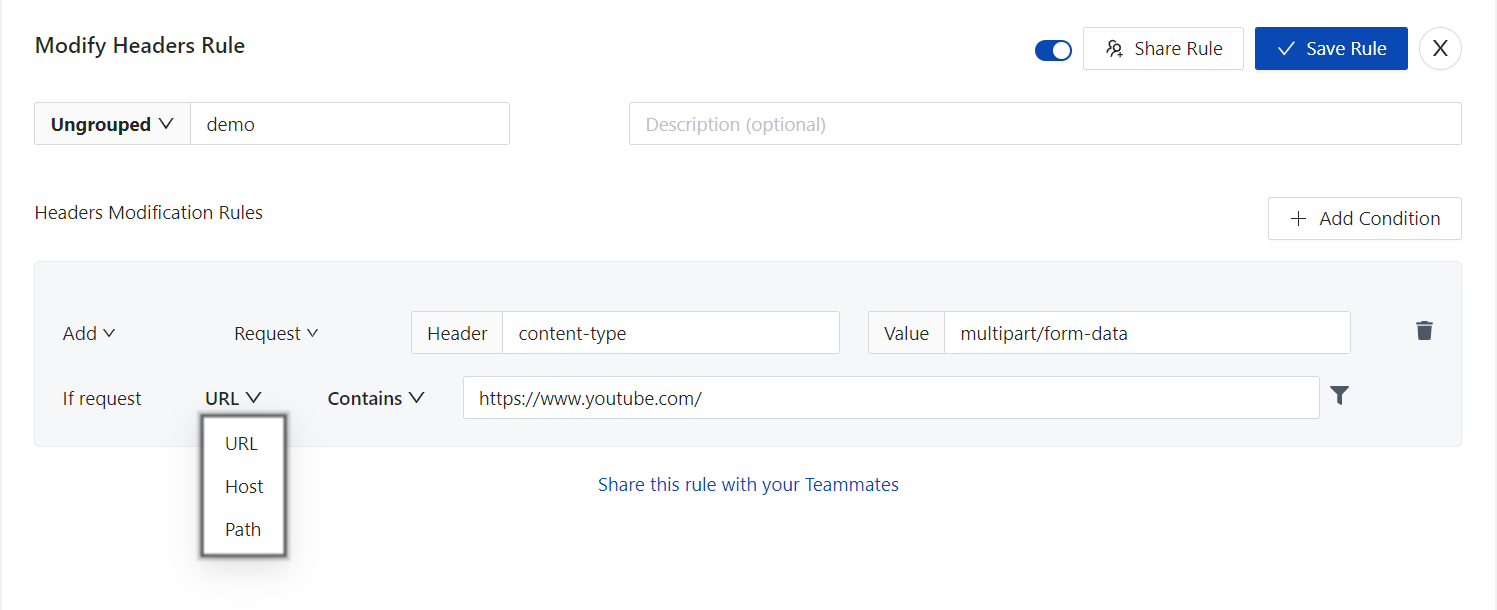 Modify Headers Rule
Share Rule
Save Rule
X
Ungrouped
demo
Description (optional)
Headers Modification Rules
Add Condition
Add
Request
Header
content-type
Value
multipart/form-data
If request
URL
Contains
https://www.youtube.com/
URL
Host
Path
Share this rule with your Teammates